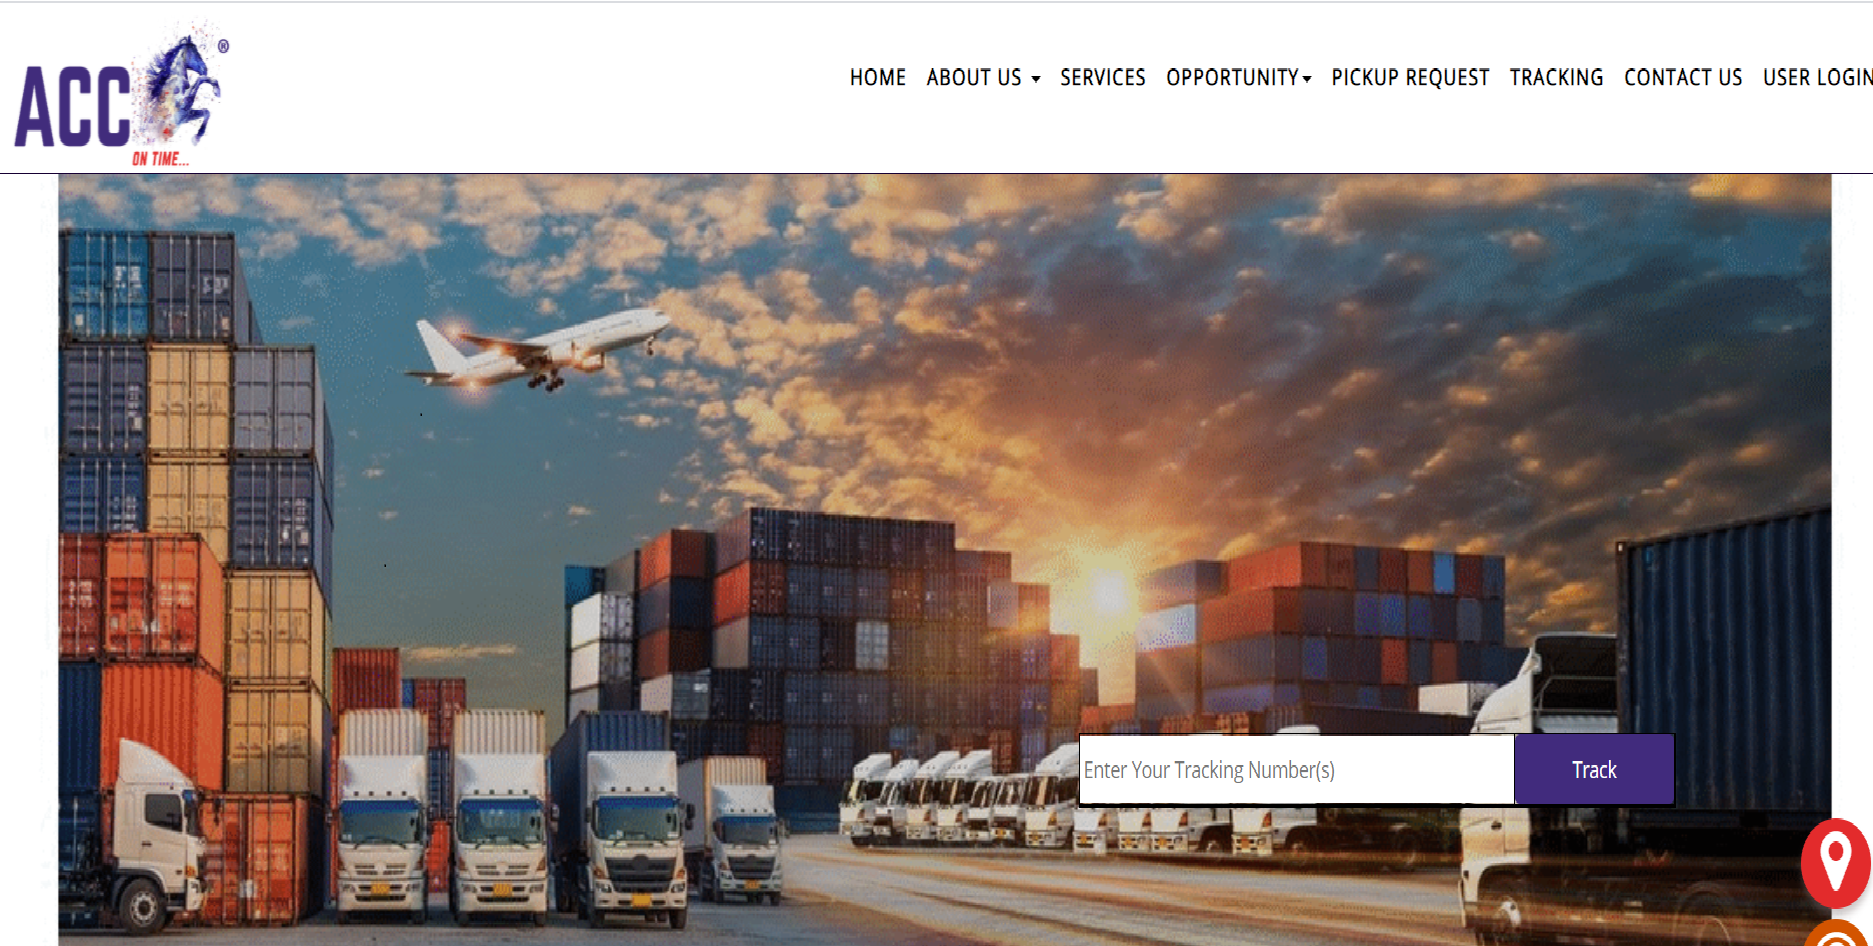 ACC ®
ON TIME...
HOME ABOUT US SERVICES OPPORTUNITY PICKUP REQUEST TRACKING CONTACT US USER LOGIN
Enter Your Tracking Number(s) Track